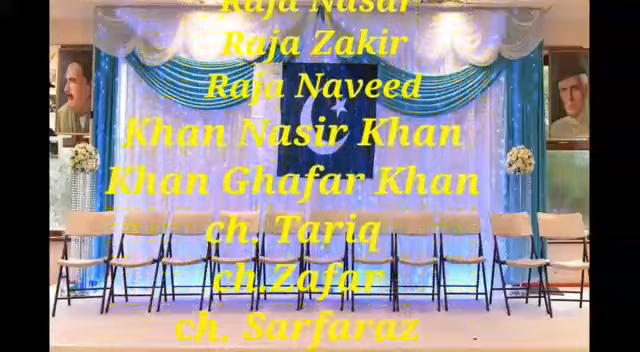 Raja Nasar
Raja Zakir
Raja Naveed
Khan Nasir Khan
Khan Ghafar Khan
ch. Tariq
ch.Zafar
ch. Sarfaraz